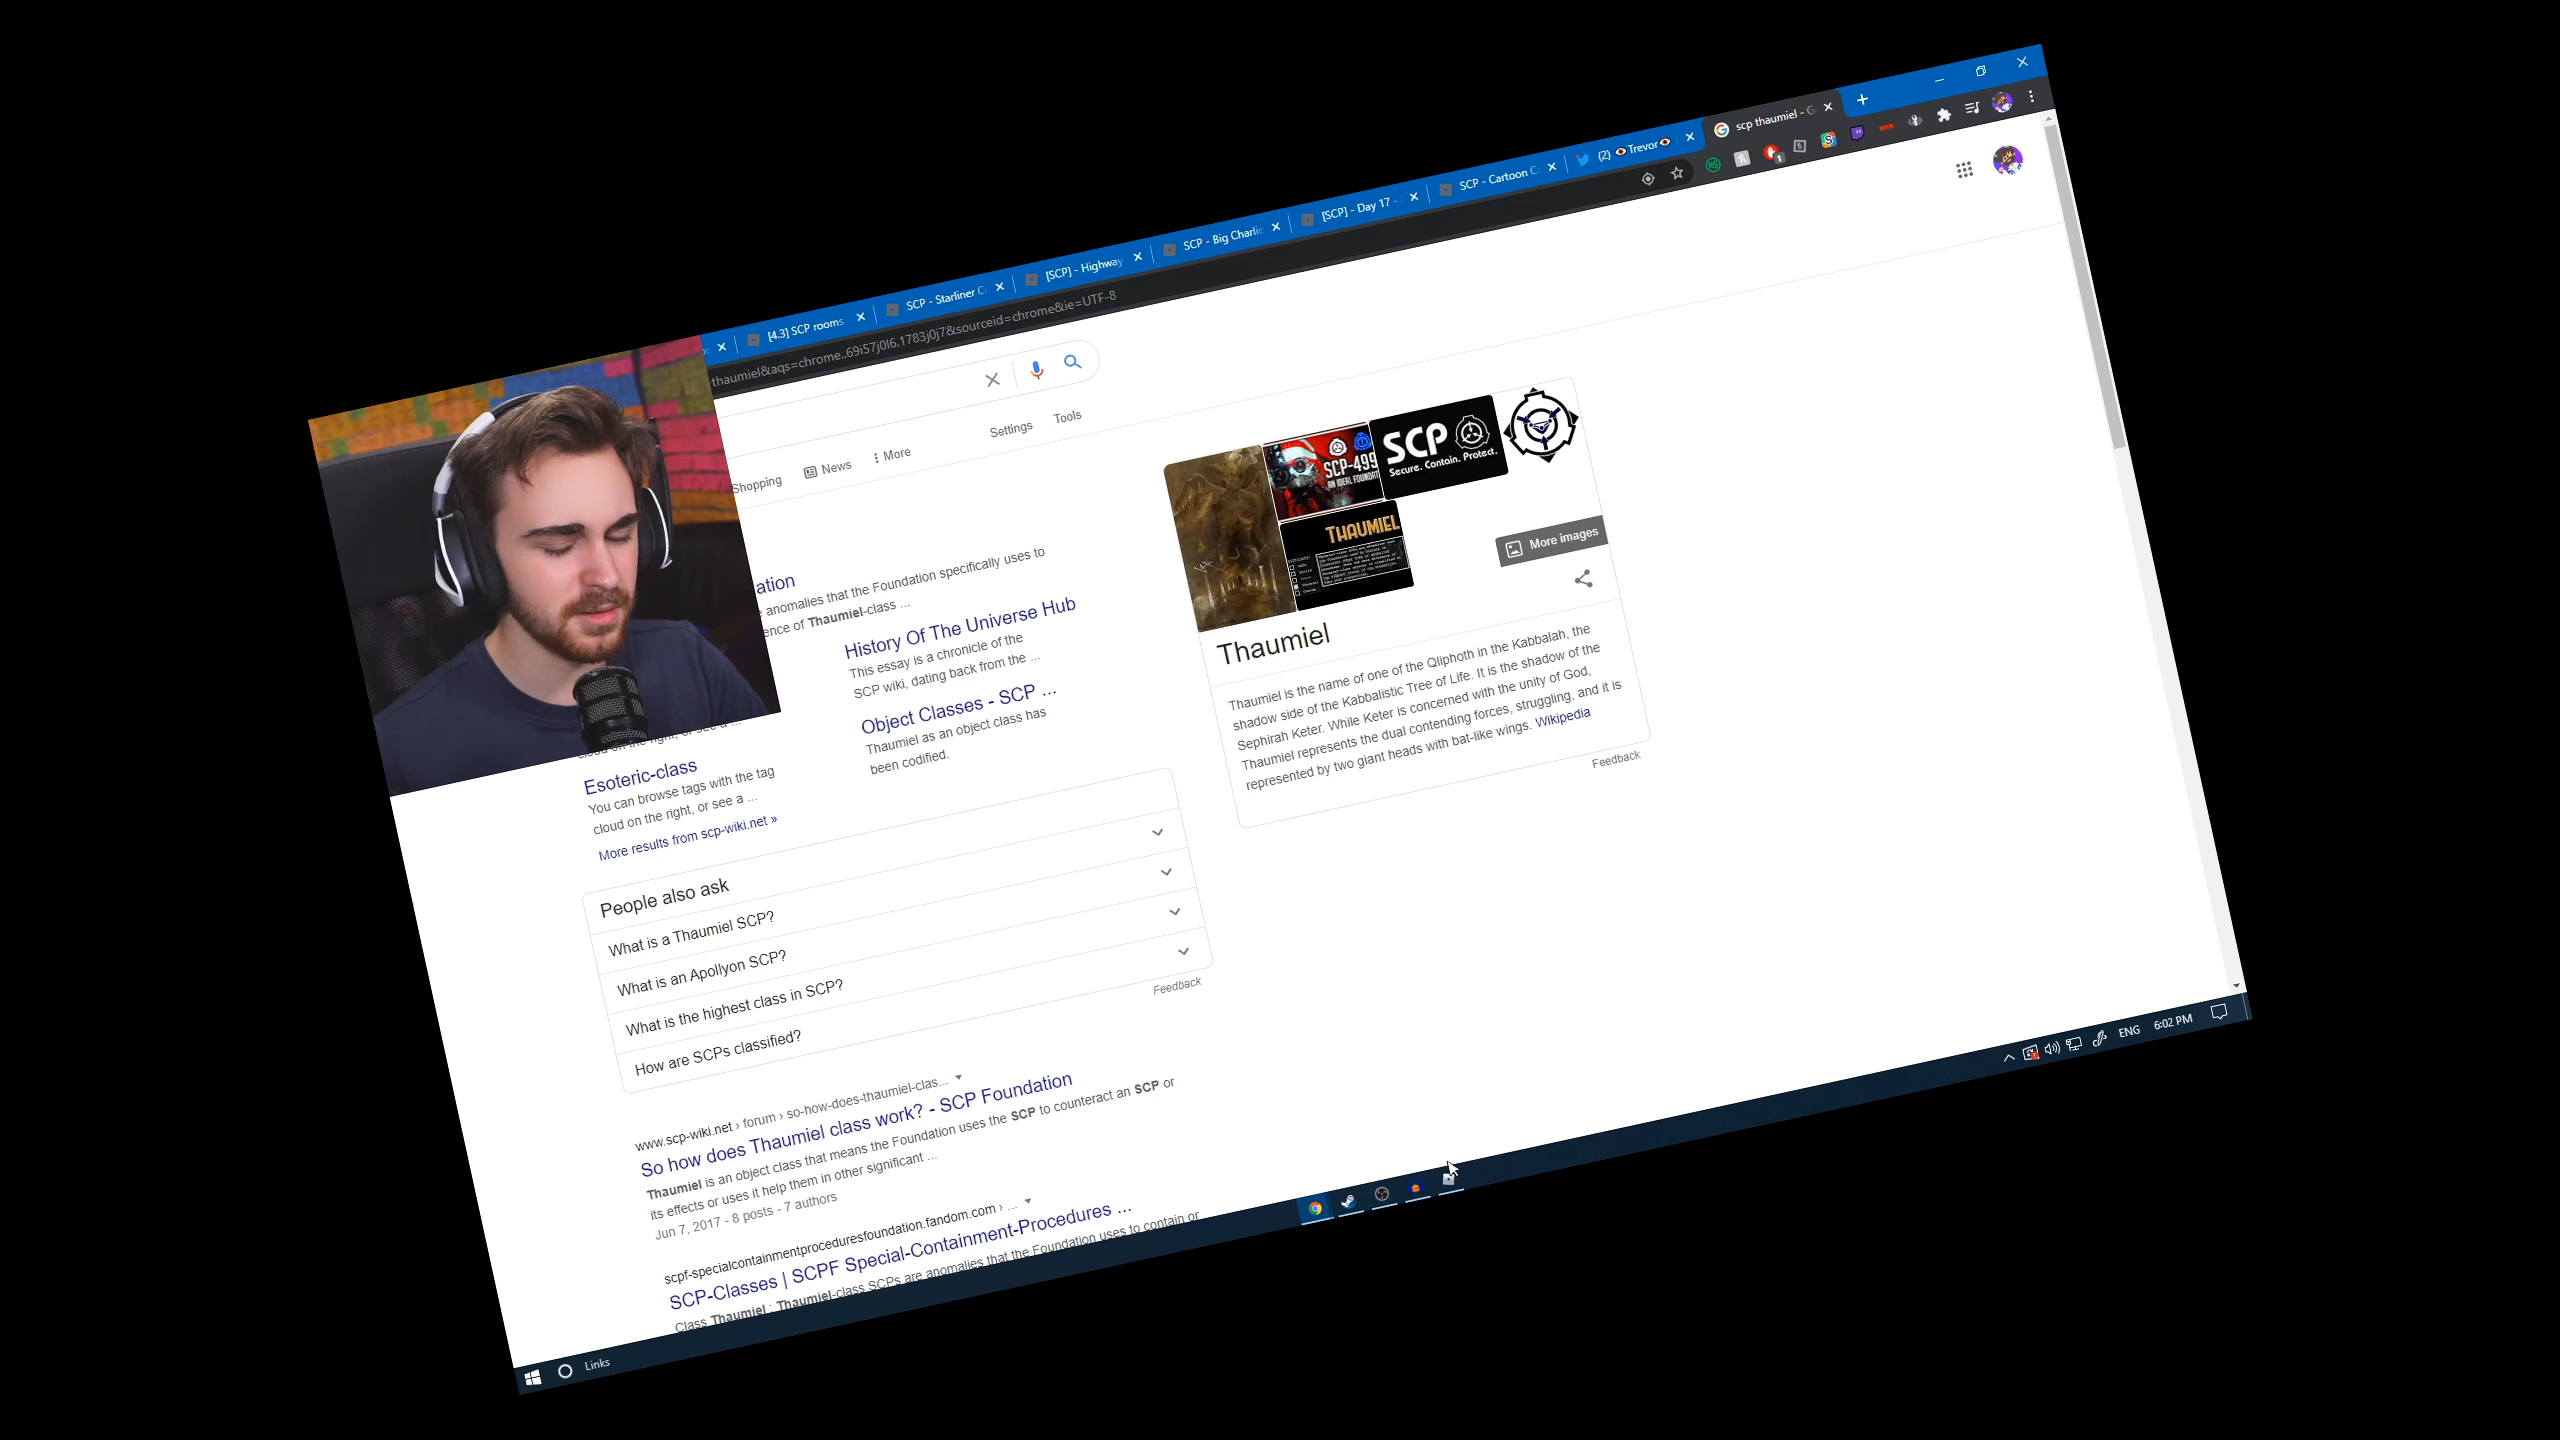 [4.3] SCP rooms
SCP - Starliner C
[SCP] - Highway
SCP - Big Charlie
[SCP] - Day 17 -
SCP - Cartoon C
(2) 👁Trevor👁
scp thaumiel - G
thaumiel&aqs=chrome..69i57j0l6.1783j0j7&sourceid=chrome&ie=UTF-8
Shopping
News
More
Settings
Tools
ation
anomalies that the Foundation specifically uses to
ence of Thaumiel-class ...
History Of The Universe Hub
This essay is a chronicle of the
SCP wiki, dating back from the ...
Object Classes - SCP ...
Thaumiel as an object class has
been codified.
cloud on the right, or see a ...
Esoteric-class
You can browse tags with the tag
cloud on the right, or see a ...
More results from scp-wiki.net »
People also ask
What is a Thaumiel SCP?
What is an Apollyon SCP?
What is the highest class in SCP?
How are SCPs classified?
Feedback
www.scp-wiki.net › forum › so-how-does-thaumiel-clas...
So how does Thaumiel class work? - SCP Foundation
Thaumiel is an object class that means the Foundation uses the SCP to counteract an SCP or
its effects or uses it help them in other significant ...
Jun 7, 2017 - 8 posts - 7 authors
scpf-specialcontainmentproceduresfoundation.fandom.com › ...
SCP-Classes | SCPF Special-Containment-Procedures ...
Class Thaumiel : Thaumiel-class SCPs are anomalies that the Foundation uses to contain or
SCP-499
AN IDEAL FOUNDAT
SCP
Secure. Contain. Protect.
THAUMIEL
More images
Thaumiel
Thaumiel is the name of one of the Qliphoth in the Kabbalah, the
shadow side of the Kabbalistic Tree of Life. It is the shadow of the
Sephirah Keter. While Keter is concerned with the unity of God,
Thaumiel represents the dual contending forces, struggling, and it is
represented by two giant heads with bat-like wings. Wikipedia
Feedback
Links
ENG
6:02 PM